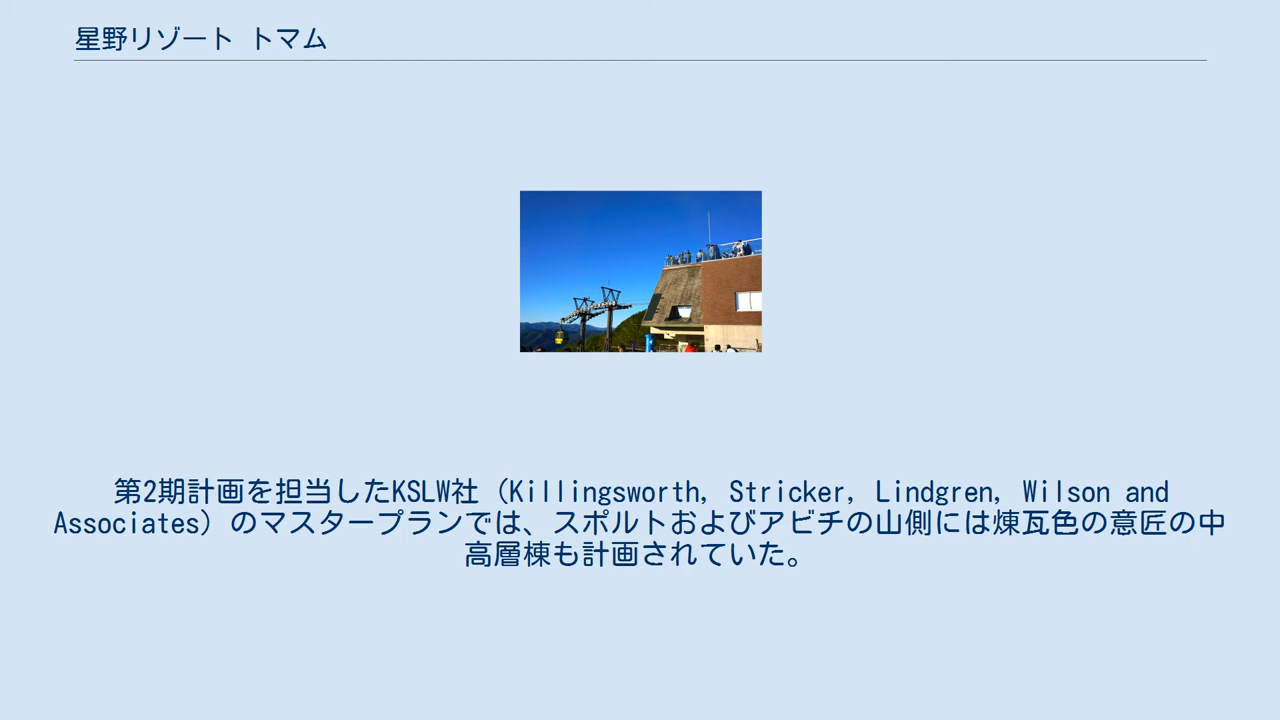 星野リゾート トマム
第2期計画を担当したKSLW社（Killingsworth, Stricker, Lindgren, Wilson and
Associates）のマスタープランでは、スポルトおよびアビチの山側には煉瓦色の意匠の中
高層棟も計画されていた。